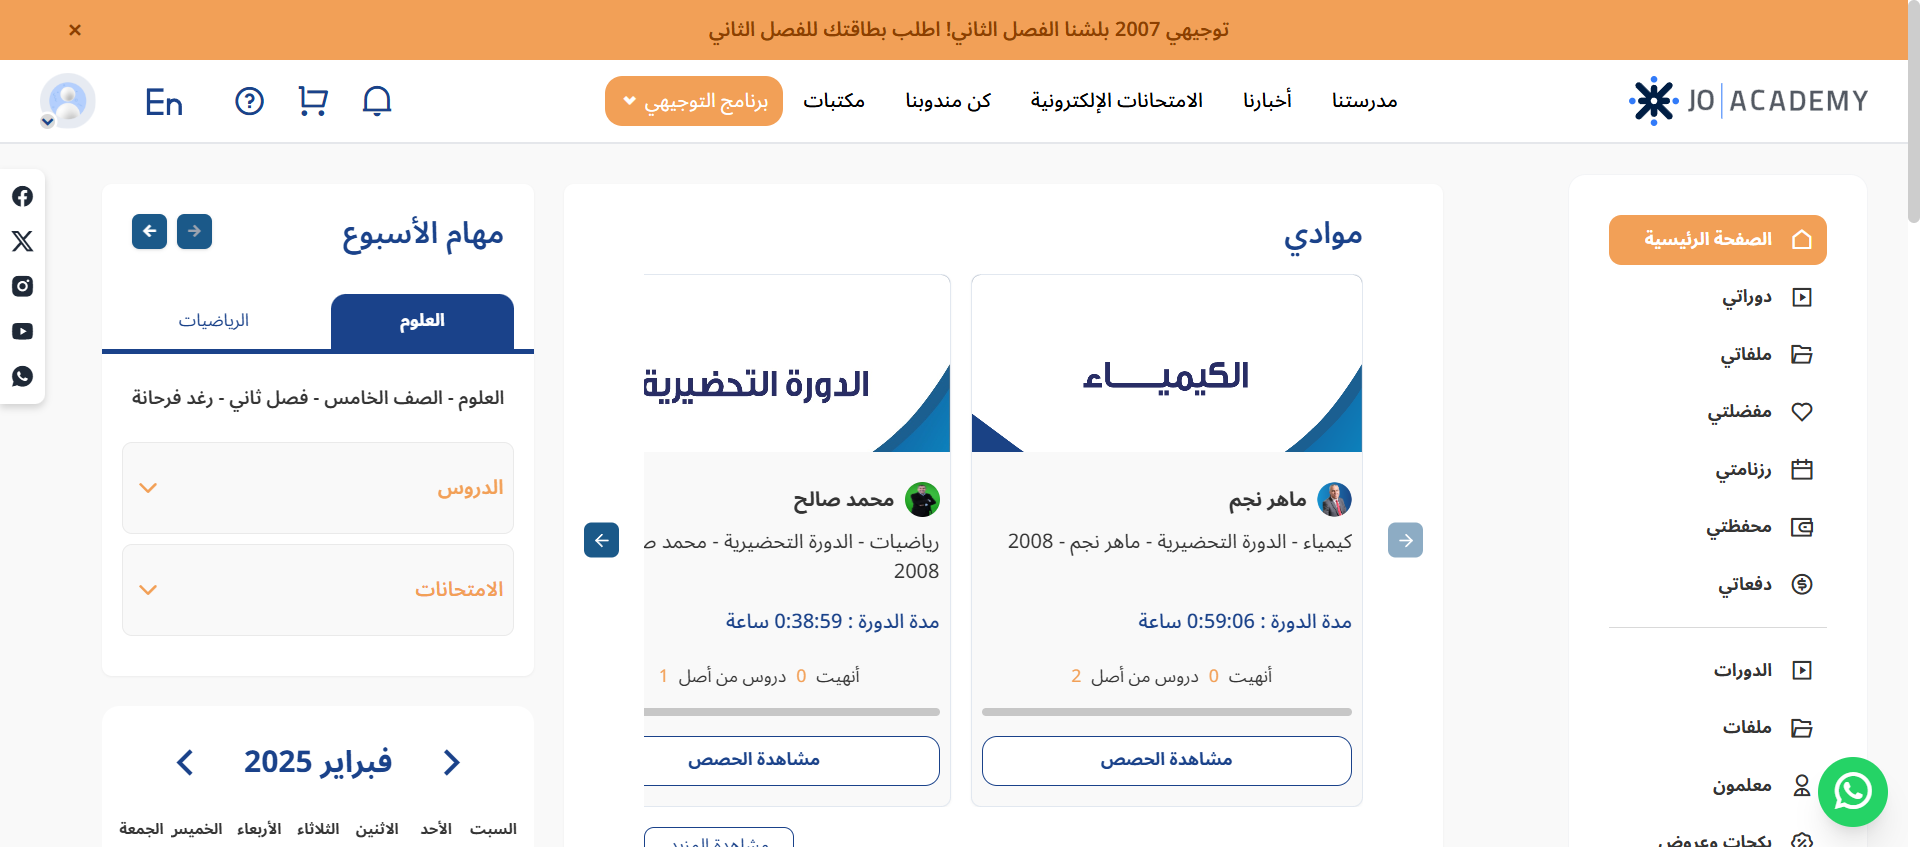 توجيهي 2007 بلشنا الفصل الثاني! اطلب بطاقتك للفصل الثاني
JO ACADEMY
مدرستنا
أخبارنا
الامتحانات الإلكترونية
كن مندوبنا
مكتبات
برنامج التوجيهي
En
الصفحة الرئيسية
دوراتي
ملفاتي
مفضلتي
رزنامتي
محفظتي
دفعاتي
الدورات
ملفات
معلمون
بكجات وعروض
موادي
الكيميـــــاء
ماهر نجم
كيمياء - الدورة التحضيرية - ماهر نجم - 2008
مدة الدورة : 0:59:06 ساعة
أنهيت 0 دروس من أصل 2
مشاهدة الحصص
الدورة التحضيرية
محمد صالح
رياضيات - الدورة التحضيرية - محمد ص
2008
مدة الدورة : 0:38:59 ساعة
أنهيت 0 دروس من أصل 1
مشاهدة الحصص
مشاهدة المزيد
مهام الأسبوع
العلوم
الرياضيات
العلوم - الصف الخامس - فصل ثاني - رغد فرحانة
الدروس
الامتحانات
فبراير 2025
السبت الأحد الاثنين الثلاثاء الأربعاء الخميس الجمعة